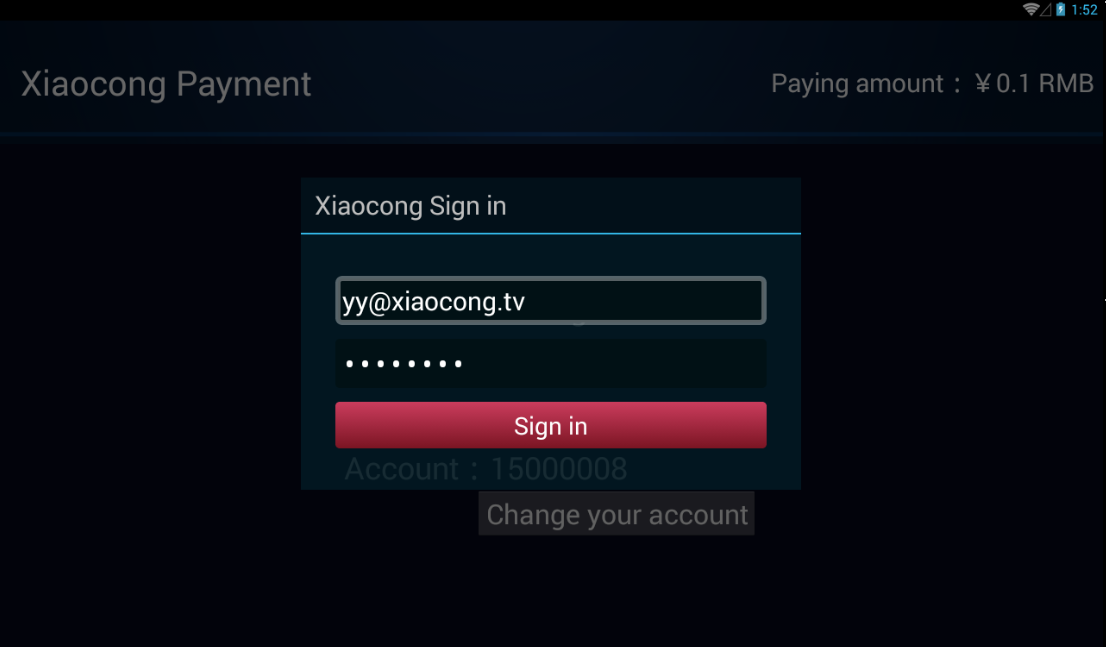 1:52
Xiaocong Payment
Paying amount：￥0.1 RMB
Xiaocong Sign in
yy@xiaocong.tv
••••••••
Sign in
Account：15000008
Change your account